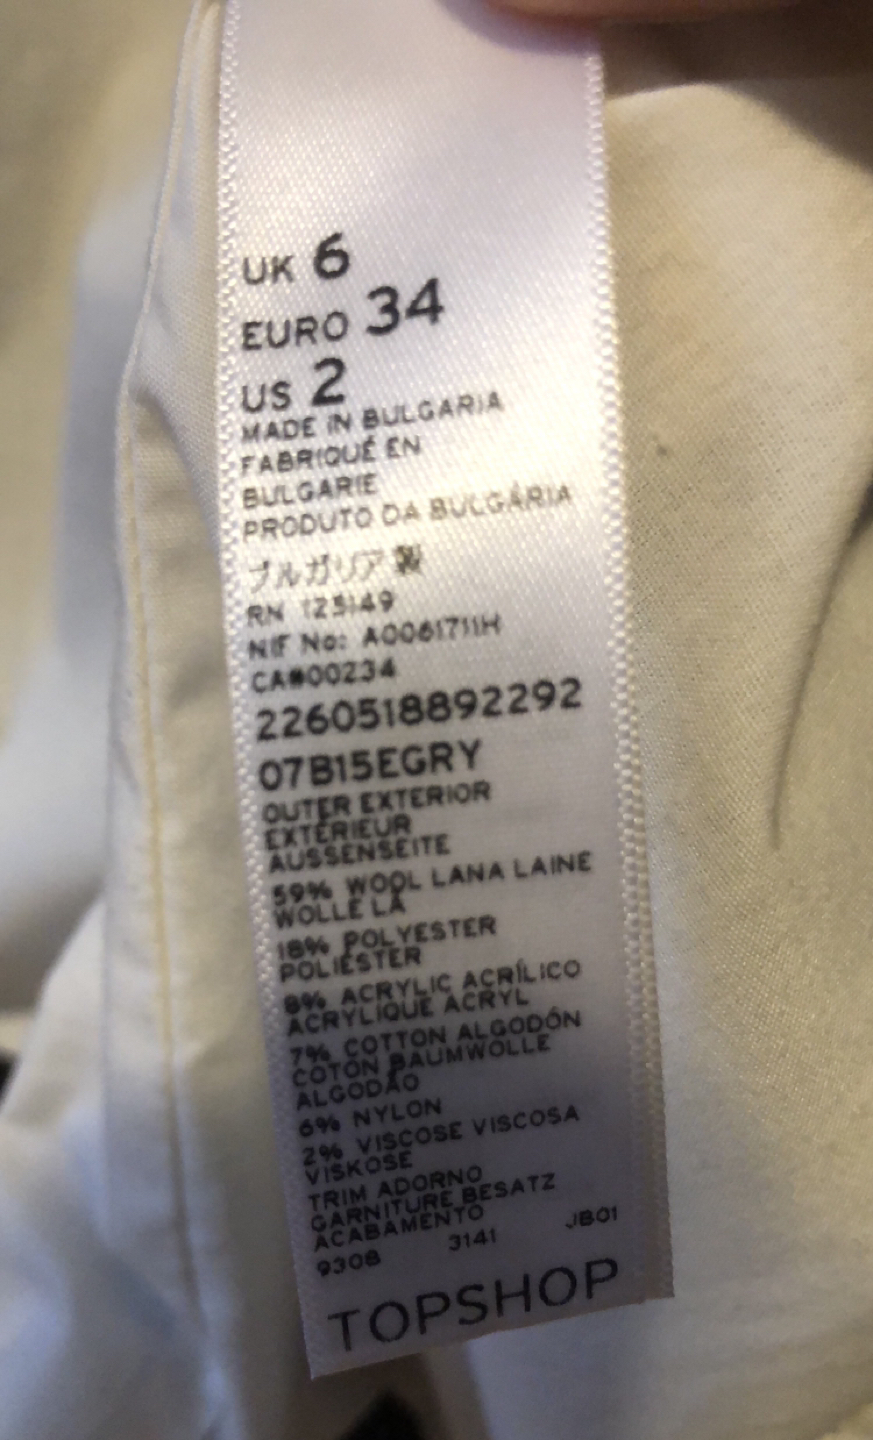 UK 6
EURO 34
US 2
MADE IN BULGARIA
FABRIQUÉ EN
BULGARIE
PRODUTO DA BULGÁRIA
ブルガリア製
RN 125149
NIF No: A0061711H
CA#00234
2260518892292
07B15EGRY
OUTER EXTERIOR
EXTÉRIEUR
AUSSENSEITE
59% WOOL LANA LAINE
WOLLE LÃ
18% POLYESTER
POLIÉSTER
8% ACRYLIC ACRÍLICO
ACRYLIQUE ACRYL
7% COTTON ALGODÓN
COTON BAUMWOLLE
ALGODÃO
6% NYLON
2% VISCOSE VISCOSA
VISKOSE
TRIM ADORNO
GARNITURE BESATZ
ACABAMENTO
9308 3141 JB01
TOPSHOP